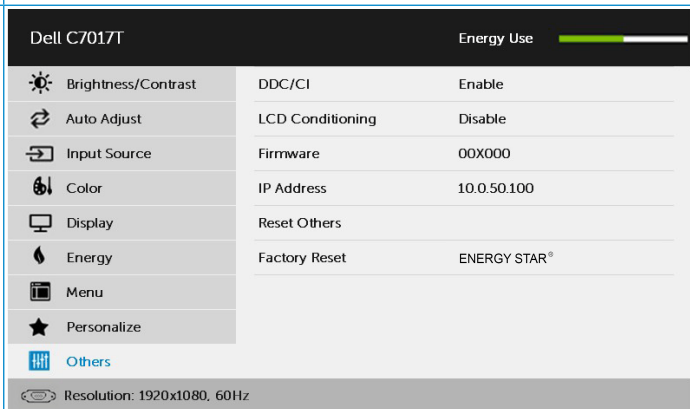 Dell C7017T Energy Use
Brightness/Contrast DDC/CI Enable
Auto Adjust LCD Conditioning Disable
Input Source Firmware 00X000
Color IP Address 10.0.50.100
Display Reset Others
Energy Factory Reset ENERGY STAR®
Menu
Personalize
Others
Resolution: 1920x1080, 60Hz